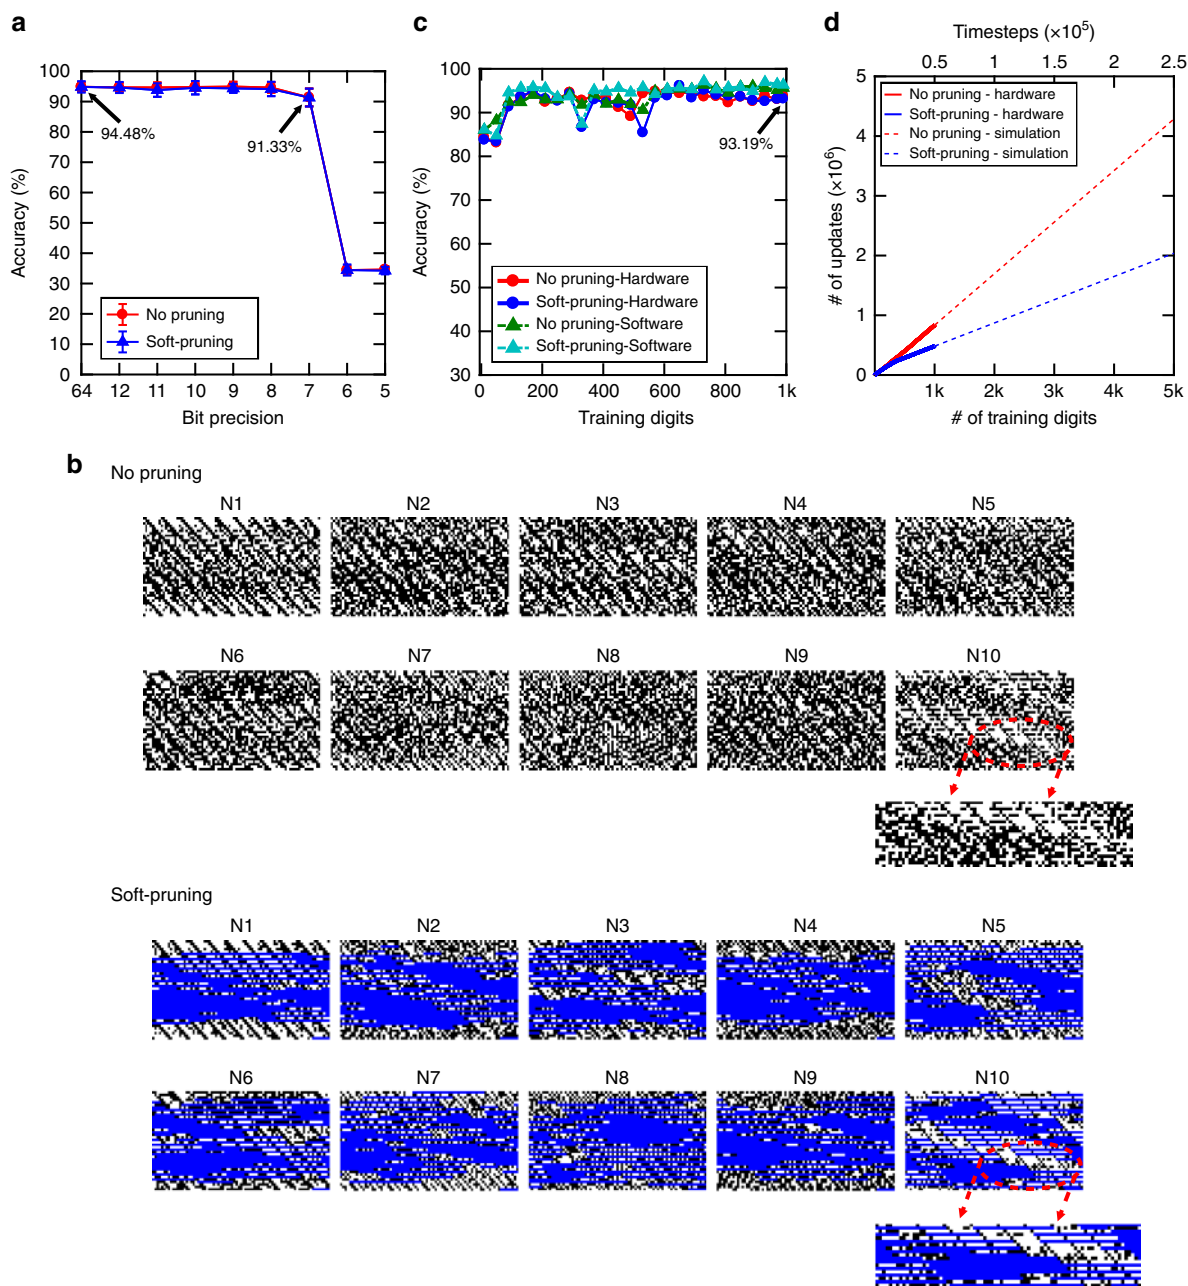 a
100
90
80
70
60
50
40
30
20
10
0
Accuracy (%)
94.48%
91.33%
No pruning
Soft-pruning
64 12 11 10 9 8 7 6 5
Bit precision
c
100
90
80
70
60
50
40
30
Accuracy (%)
93.19%
No pruning-Hardware
Soft-pruning-Hardware
No pruning-Software
Soft-pruning-Software
0 200 400 600 800 1k
Training digits
d
Timesteps (×10⁵)
0.5 1 1.5 2 2.5
5
4
3
2
1
0
# of updates (×10⁶)
No pruning - hardware
Soft-pruning - hardware
No pruning - simulation
Soft-pruning - simulation
1k 2k 3k 4k 5k
# of training digits
b
No pruning
N1 N2 N3 N4 N5
N6 N7 N8 N9 N10
Soft-pruning
N1 N2 N3 N4 N5
N6 N7 N8 N9 N10